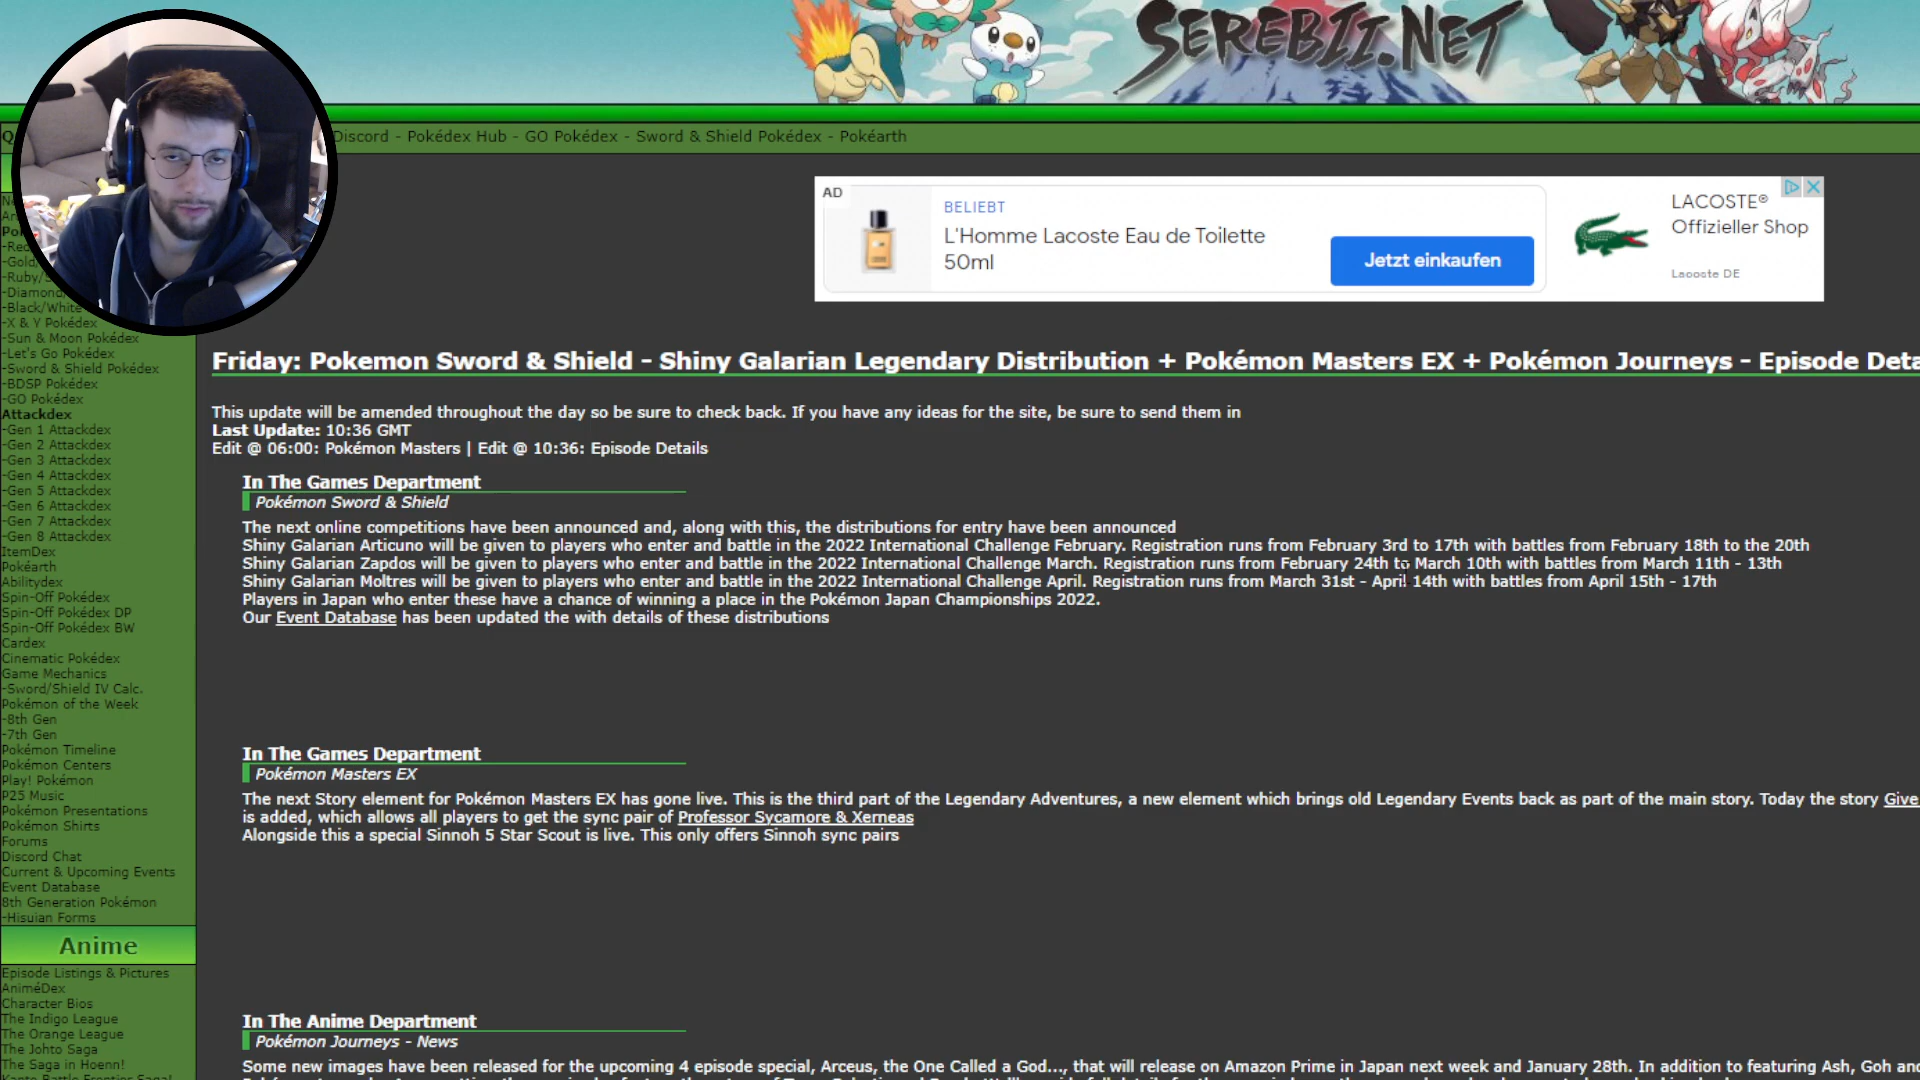 SEREBII.NET
Discord - Pokédex Hub - GO Pokédex - Sword & Shield Pokédex - Pokéarth
AD
BELIEBT
L'Homme Lacoste Eau de Toilette
50ml
Jetzt einkaufen
LACOSTE®
Offizieller Shop
Lacoste DE
-Black/White
-X & Y Pokédex
-Sun & Moon Pokédex
-Let's Go Pokédex
-Sword & Shield Pokédex
-BDSP Pokédex
-GO Pokédex
Attackdex
-Gen 1 Attackdex
-Gen 2 Attackdex
-Gen 3 Attackdex
-Gen 4 Attackdex
-Gen 5 Attackdex
-Gen 6 Attackdex
-Gen 7 Attackdex
-Gen 8 Attackdex
ItemDex
Pokéarth
Abilitydex
Spin-Off Pokédex
Spin-Off Pokédex DP
Spin-Off Pokédex BW
Cardex
Cinematic Pokédex
Game Mechanics
-Sword/Shield IV Calc.
Pokémon of the Week
-8th Gen
-7th Gen
Pokémon Timeline
Pokémon Centers
Play! Pokémon
P25 Music
Pokémon Presentations
Pokémon Shirts
Forums
Discord Chat
Current & Upcoming Events
Event Database
8th Generation Pokémon
-Hisuian Forms
Anime
Episode Listings & Pictures
AniméDex
Character Bios
The Indigo League
The Orange League
The Johto Saga
The Saga in Hoenn!
Friday: Pokemon Sword & Shield - Shiny Galarian Legendary Distribution + Pokémon Masters EX + Pokémon Journeys - Episode
This update will be amended throughout the day so be sure to check back. If you have any ideas for the site, be sure to send them in
Last Update: 10:36 GMT
Edit @ 06:00: Pokémon Masters | Edit @ 10:36: Episode Details
In The Games Department
Pokémon Sword & Shield
The next online competitions have been announced and, along with this, the distributions for entry have been announced
Shiny Galarian Articuno will be given to players who enter and battle in the 2022 International Challenge February. Registration runs from February 3rd to 17th with battles from February 18th to the 20th
Shiny Galarian Zapdos will be given to players who enter and battle in the 2022 International Challenge March. Registration runs from February 24th to March 10th with battles from March 11th - 13th
Shiny Galarian Moltres will be given to players who enter and battle in the 2022 International Challenge April. Registration runs from March 31st - April 14th with battles from April 15th - 17th
Players in Japan who enter these have a chance of winning a place in the Pokémon Japan Championships 2022.
Our Event Database has been updated the with details of these distributions
In The Games Department
Pokémon Masters EX
The next Story element for Pokémon Masters EX has gone live. This is the third part of the Legendary Adventures, a new element which brings old Legendary Events back as part of the main story. Today the story Give
is added, which allows all players to get the sync pair of Professor Sycamore & Xerneas
Alongside this a special Sinnoh 5 Star Scout is live. This only offers Sinnoh sync pairs
In The Anime Department
Pokémon Journeys - News
Some new images have been released for the upcoming 4 episode special, Arceus, the One Called a God..., that will release on Amazon Prime in Japan next week and January 28th. In addition to featuring Ash, Goh and